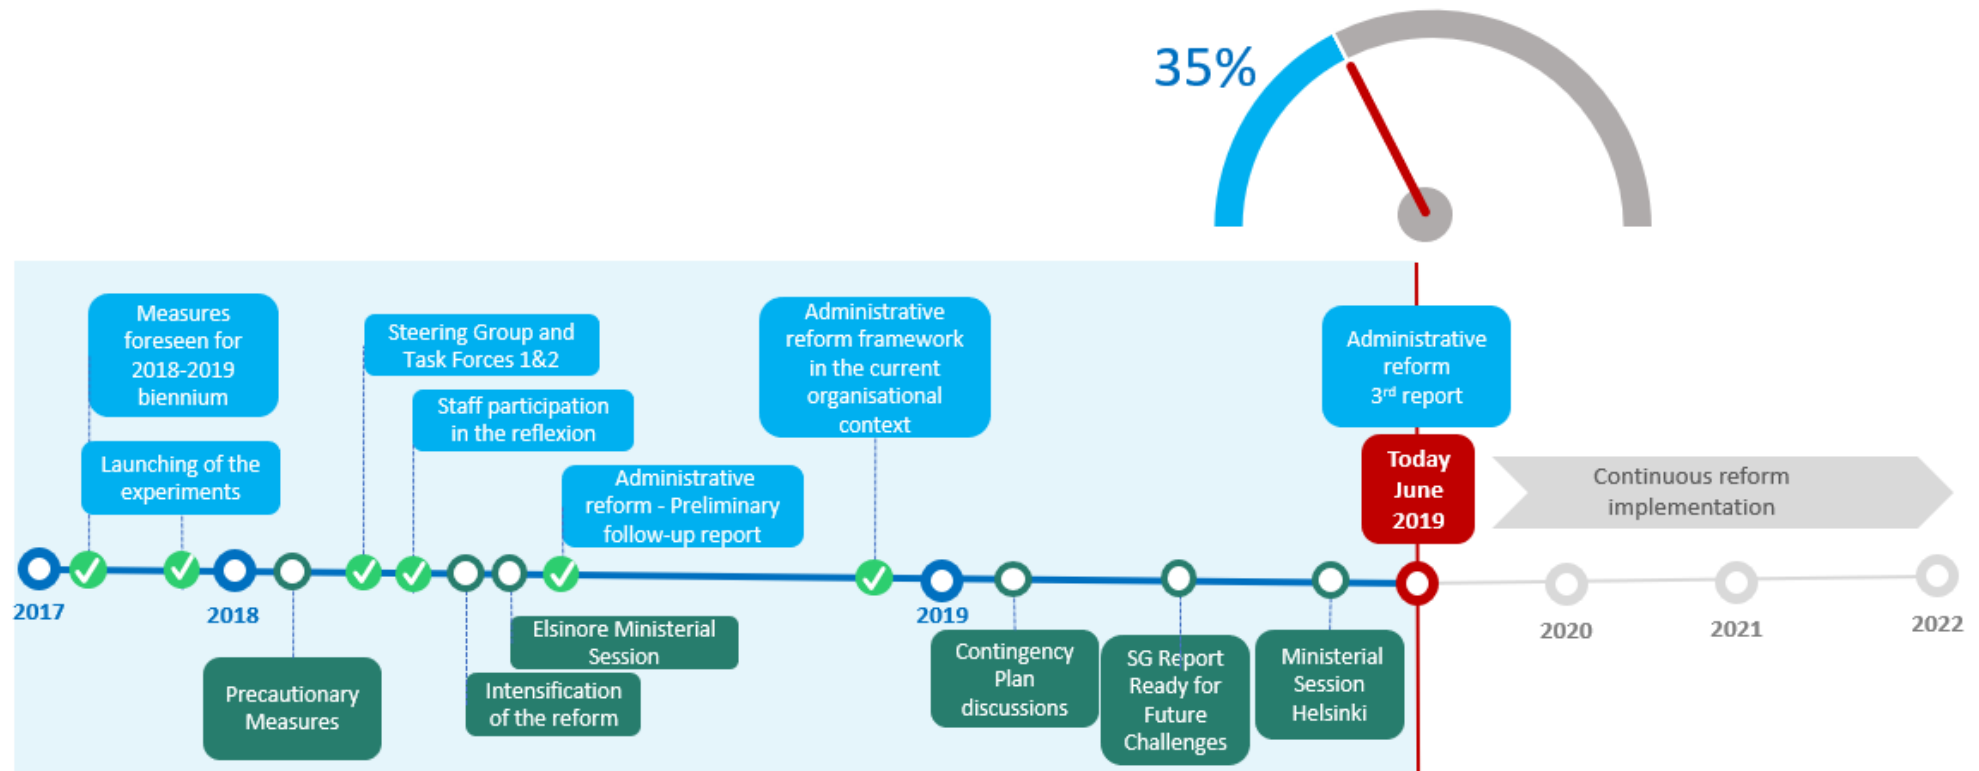 35%
Measures
foreseen for
2018-2019
biennium
Launching of the
experiments
Steering Group and
Task Forces 1&2
Staff participation
in the reflexion
Administrative
reform - Preliminary
follow-up report
Administrative
reform framework
in the current
organisational
context
Administrative
reform
3rd report
Today
June
2019
Continuous reform
implementation
2017
2018
2019
2020
2021
2022
Precautionary
Measures
Elsinore Ministerial
Session
Intensification
of the reform
Contingency
Plan
discussions
SG Report
Ready for
Future
Challenges
Ministerial
Session
Helsinki